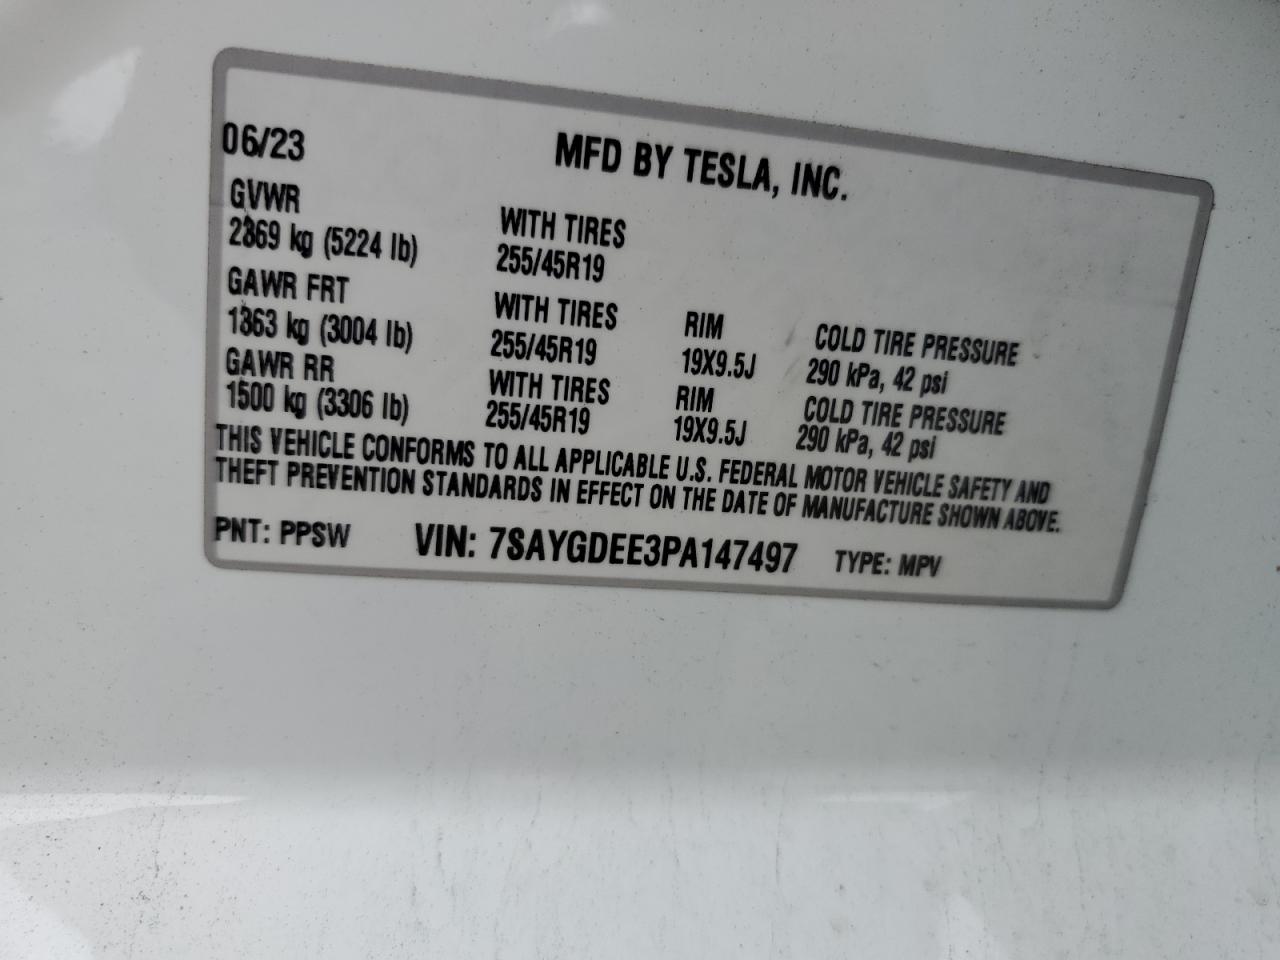 06/23 MFD BY TESLA, INC.
GVWR
2369 kg (5224 lb) WITH TIRES 255/45R19
GAWR FRT
1363 kg (3004 lb) WITH TIRES 255/45R19 RIM 19X9.5J COLD TIRE PRESSURE 290 kPa, 42 psi
GAWR RR
1500 kg (3306 lb) WITH TIRES 255/45R19 RIM 19X9.5J COLD TIRE PRESSURE 290 kPa, 42 psi
THIS VEHICLE CONFORMS TO ALL APPLICABLE U.S. FEDERAL MOTOR VEHICLE SAFETY AND
THEFT PREVENTION STANDARDS IN EFFECT ON THE DATE OF MANUFACTURE SHOWN ABOVE.
PNT: PPSW VIN: 7SAYGDEE3PA147497 TYPE: MPV